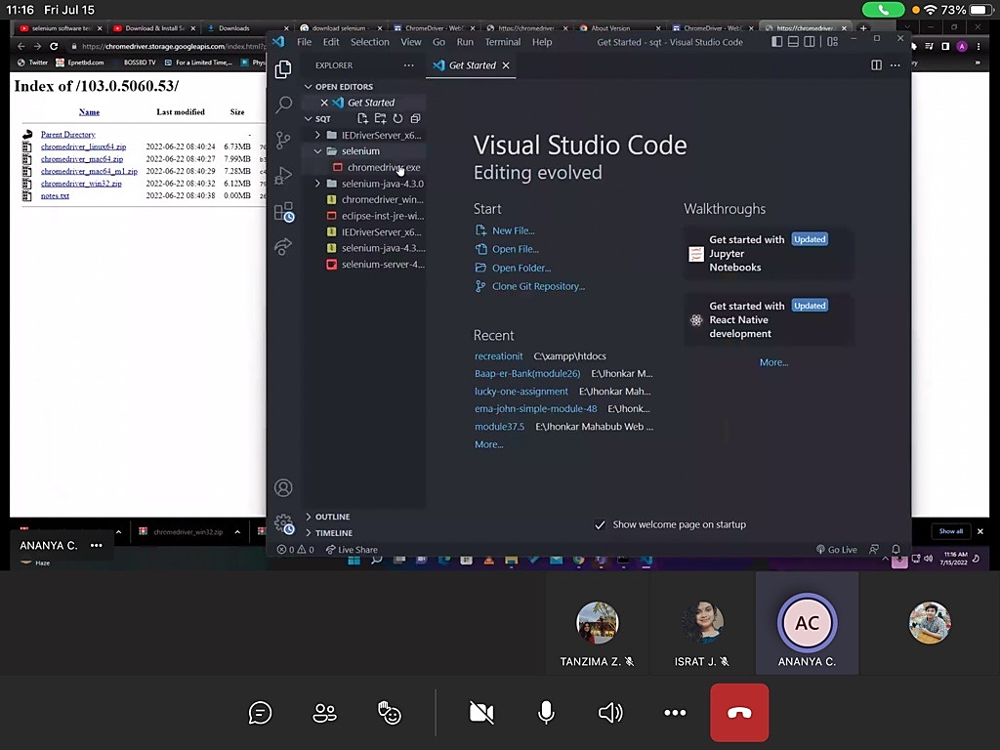 11:16 Fri Jul 15
73%
selenium software test
Download & Install Se
Downloads
download selenium
ChromeDriver - Web
https://chromedriver.s
About Version
ChromeDriver - Web
https://chromedriver.s
https://chromedriver.storage.googleapis.com/index.html?p
Twitter
Epnetbd.com
BOSSBD TV
For a Limited Time,...
Index of /103.0.5060.53/
Name Last modified Size
Parent Directory -
chromedriver_linux64.zip 2022-06-22 08:40:24 6.73MB
chromedriver_mac64.zip 2022-06-22 08:40:27 7.99MB
chromedriver_mac64_m1.zip 2022-06-22 08:40:29 7.28MB
chromedriver_win32.zip 2022-06-22 08:40:31 6.12MB
notes.txt 2022-06-22 08:40:38 0.00MB
File Edit Selection View Go Run Terminal Help
Get Started - sqt - Visual Studio Code
EXPLORER
Get Started
OPEN EDITORS
Get Started
SQT
IEDriverServer_x6...
selenium
chromedriver.exe
selenium-java-4.3.0
chromedriver_win...
eclipse-inst-jre-wi...
IEDriverServer_x6...
selenium-java-4.3....
selenium-server-4...
OUTLINE
TIMELINE
Visual Studio Code
Editing evolved
Start
New File...
Open File...
Open Folder...
Clone Git Repository...
Recent
recreationit C:\xampp\htdocs
Baap-er-Bank(module26) E:\Jhonkar M...
lucky-one-assignment E:\Jhonkar Mah...
ema-john-simple-module-48 E:\Jhonk...
module37.5 E:\Jhonkar Mahabub Web ...
More...
Walkthroughs
Get started with Jupyter Notebooks
Updated
Get started with React Native development
Updated
More...
Show welcome page on startup
0 0 Live Share
Go Live
chromedriver_win32.zip
Show all
ANANYA C.
Haze
11:16 AM
7/15/2022
TANZIMA Z.
ISRAT J.
AC
ANANYA C.